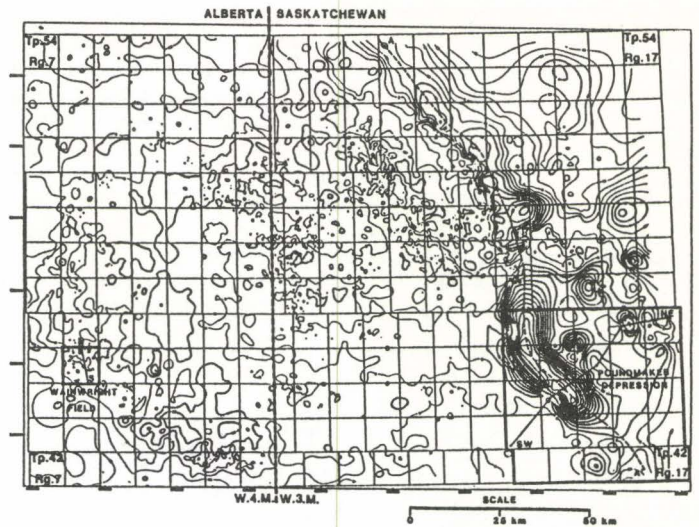 ALBERTA SASKATCHEWAN
Tp.54
Rg.7
A
Tp.54
Rg.17
NE
WAINWRIGHT
FIELD
POUNDMAKER
DEPRESSION
SW
Tp.42
Rg.7
A'
Tp.42
Rg.17
W.4.M. W.3.M.
SCALE
0 25 km 50 km